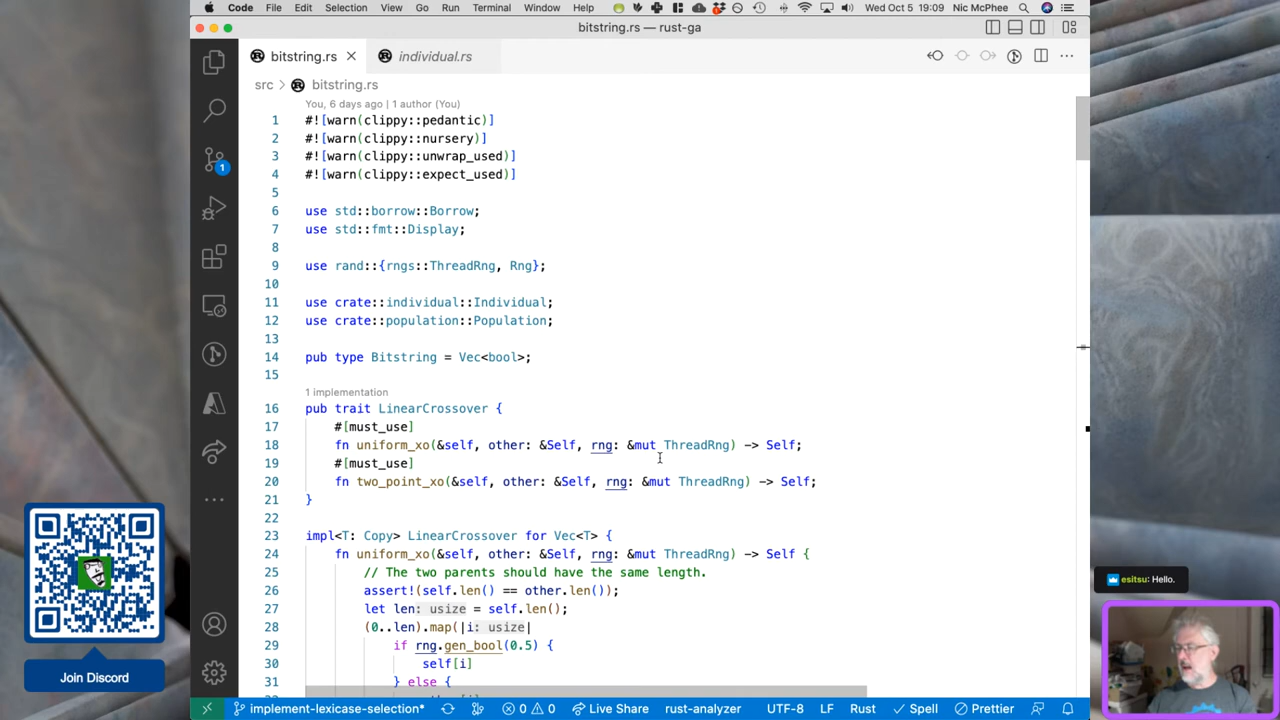 Code File Edit Selection View Go Run Terminal Window Help Wed Oct 5 19:09 Nic McPhee
bitstring.rs — rust-ga
bitstring.rs individual.rs
src > bitstring.rs
You, 6 days ago | 1 author (You)
1 #![warn(clippy::pedantic)]
2 #![warn(clippy::nursery)]
3 #![warn(clippy::unwrap_used)]
4 #![warn(clippy::expect_used)]
5
6 use std::borrow::Borrow;
7 use std::fmt::Display;
8
9 use rand::{rngs::ThreadRng, Rng};
10
11 use crate::individual::Individual;
12 use crate::population::Population;
13
14 pub type Bitstring = Vec<bool>;
15
1 implementation
16 pub trait LinearCrossover {
17 #[must_use]
18 fn uniform_xo(&self, other: &Self, rng: &mut ThreadRng) -> Self;
19 #[must_use]
20 fn two_point_xo(&self, other: &Self, rng: &mut ThreadRng) -> Self;
21 }
22
23 impl<T: Copy> LinearCrossover for Vec<T> {
24 fn uniform_xo(&self, other: &Self, rng: &mut ThreadRng) -> Self {
25 // The two parents should have the same length.
26 assert!(self.len() == other.len());
27 let len: usize = self.len();
28 (0..len).map(|i: usize|
29 if rng.gen_bool(0.5) {
30 self[i]
31 } else {
1
esitsu: Hello.
Join Discord
implement-lexicase-selection* 0 0 Live Share rust-analyzer UTF-8 LF Rust Spell Prettier